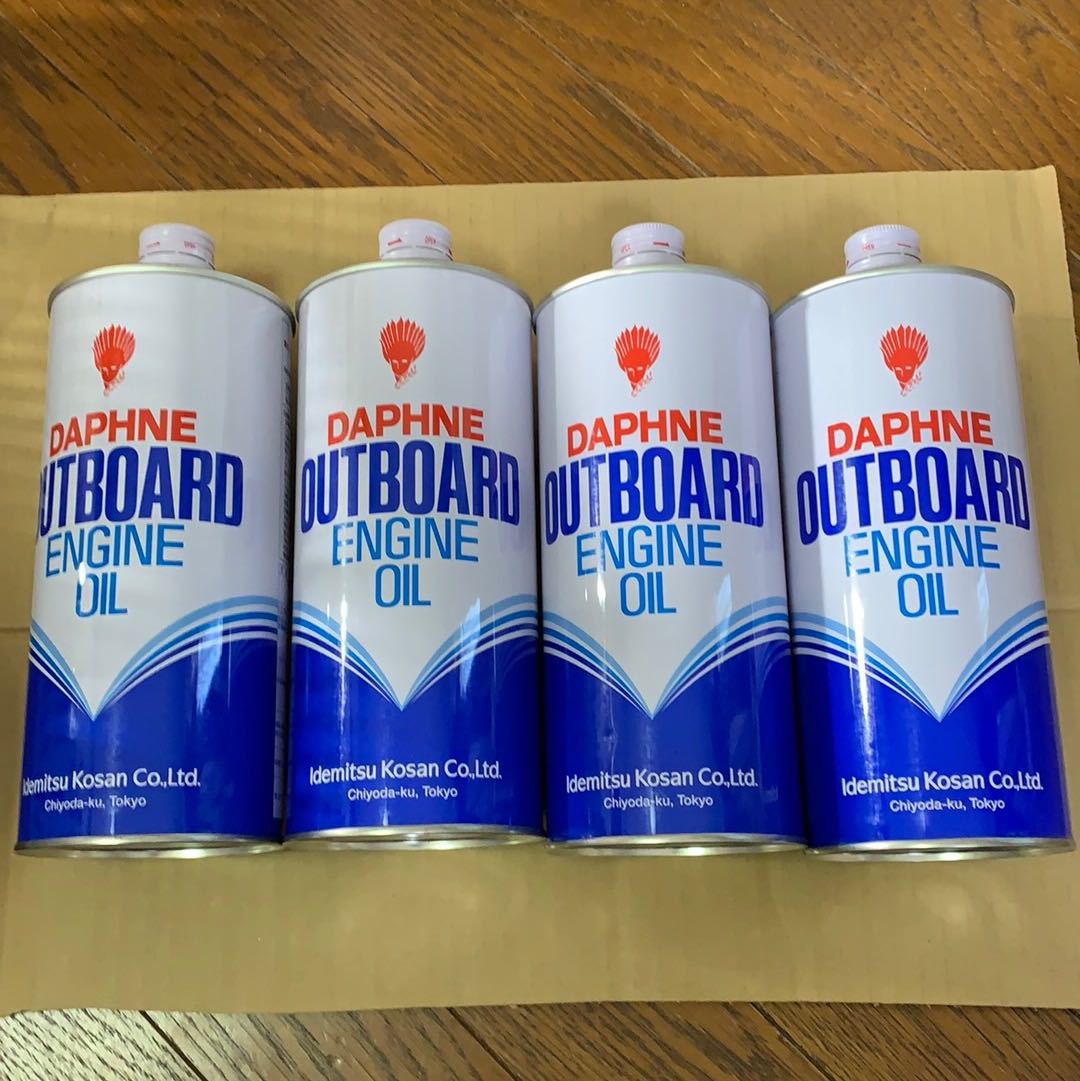 DAPHNE
OUTBOARD
ENGINE
OIL
Idemitsu Kosan Co.,Ltd.
Chiyoda-ku, Tokyo
DAPHNE
OUTBOARD
ENGINE
OIL
Idemitsu Kosan Co.,Ltd.
Chiyoda-ku, Tokyo
DAPHNE
OUTBOARD
ENGINE
OIL
Idemitsu Kosan Co.,Ltd.
Chiyoda-ku, Tokyo
DAPHNE
OUTBOARD
ENGINE
OIL
Idemitsu Kosan Co.,Ltd.
Chiyoda-ku, Tokyo